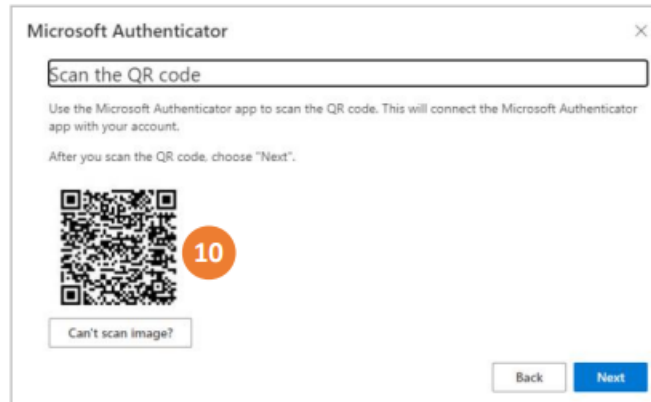 Microsoft Authenticator
Scan the QR code
Use the Microsoft Authenticator app to scan the QR code. This will connect the Microsoft Authenticator
app with your account.
After you scan the QR code, choose "Next".
10
Can't scan image?
Back Next